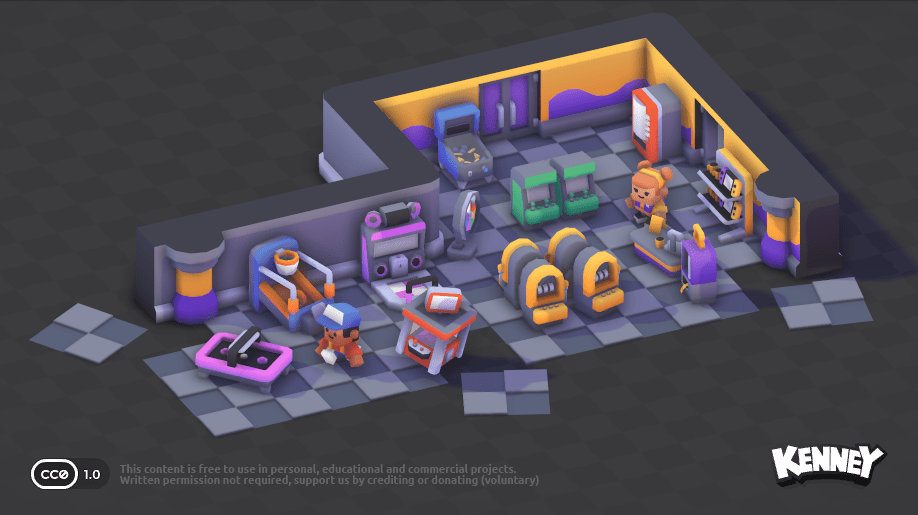 CC0 1.0
This content is free to use in personal, educational and commercial projects.
Written permission not required, support us by crediting or donating (voluntary)
KENNEY